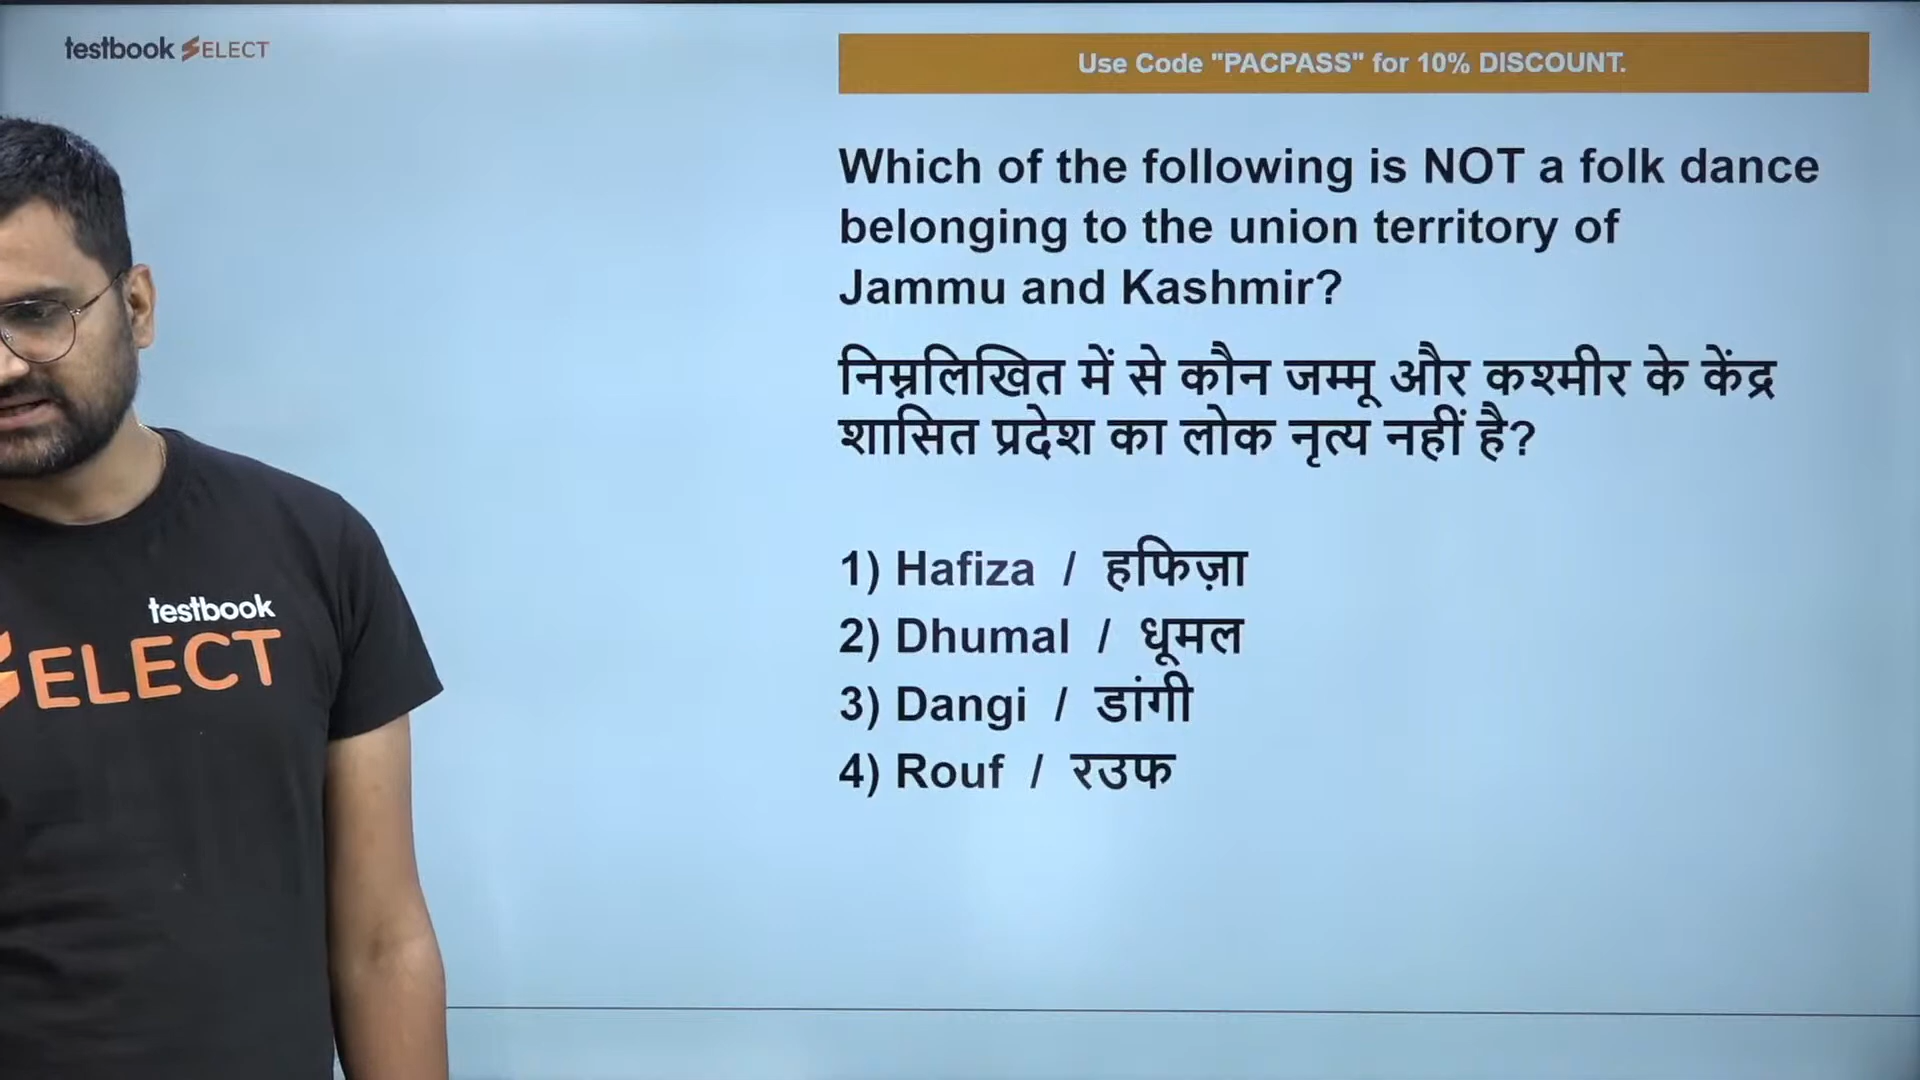 testbook SELECT
Use Code "PACPASS" for 10% DISCOUNT.
Which of the following is NOT a folk dance
belonging to the union territory of
Jammu and Kashmir?
निम्नलिखित में से कौन जम्मू और कश्मीर के केंद्र
शासित प्रदेश का लोक नृत्य नहीं है?
1) Hafiza / हफिज़ा
2) Dhumal / धूमल
3) Dangi / डांगी
4) Rouf / रउफ
testbook
SELECT